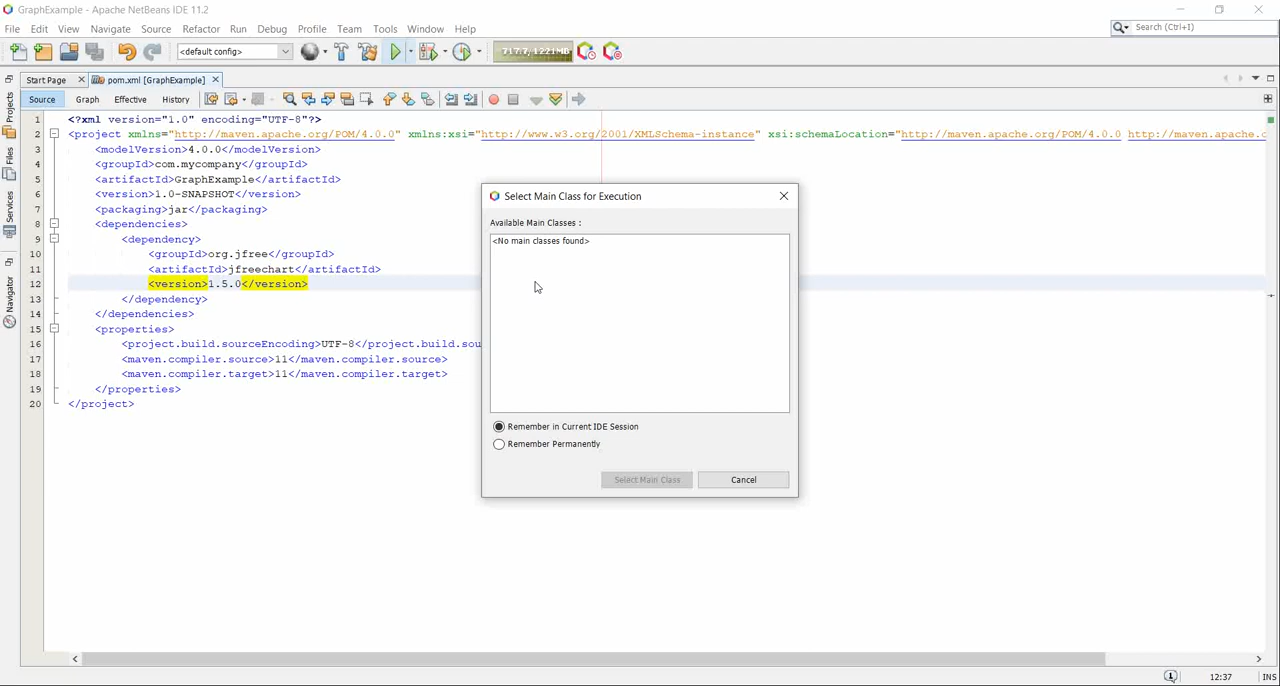 GraphExample - Apache NetBeans IDE 11.2
File Edit View Navigate Source Refactor Run Debug Profile Team Tools Window Help
Search (Ctrl+I)
<default config>
717.7/1221MB
Start Page
pom.xml [GraphExample]
Source Graph Effective History
Projects
Files
Services
Navigator
1 <?xml version="1.0" encoding="UTF-8"?>
2 <project xmlns="http://maven.apache.org/POM/4.0.0" xmlns:xsi="http://www.w3.org/2001/XMLSchema-instance" xsi:schemaLocation="http://maven.apache.org/POM/4.0.0 http://maven.apache.o
3 <modelVersion>4.0.0</modelVersion>
4 <groupId>com.mycompany</groupId>
5 <artifactId>GraphExample</artifactId>
6 <version>1.0-SNAPSHOT</version>
7 <packaging>jar</packaging>
8 <dependencies>
9 <dependency>
10 <groupId>org.jfree</groupId>
11 <artifactId>jfreechart</artifactId>
12 <version>1.5.0</version>
13 </dependency>
14 </dependencies>
15 <properties>
16 <project.build.sourceEncoding>UTF-8</project.build.sou
17 <maven.compiler.source>11</maven.compiler.source>
18 <maven.compiler.target>11</maven.compiler.target>
19 </properties>
20 </project>
Select Main Class for Execution
Available Main Classes :
<No main classes found>
Remember in Current IDE Session
Remember Permanently
Select Main Class
Cancel
12:37
INS